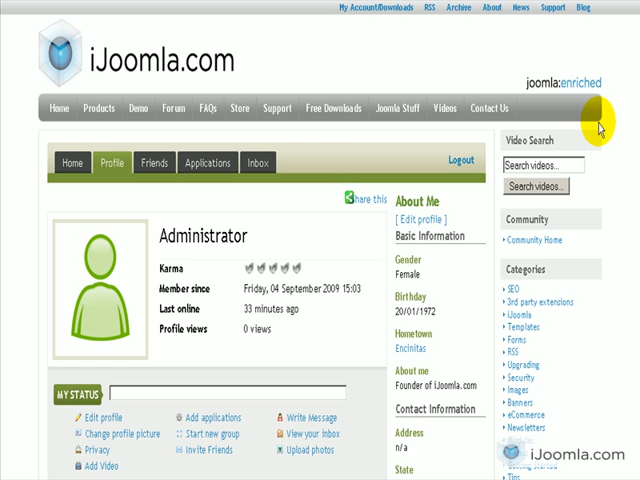 My Account/Downloads RSS Archive About News Support Blog
iJoomla.com
joomla:enriched
Home Products Demo Forum FAQs Store Support Free Downloads Joomla Stuff Videos Contact Us
Home Profile Friends Applications Inbox Logout
Share this
Administrator
Karma
Member since Friday, 04 September 2009 15:03
Last online 33 minutes ago
Profile views 0 views
MY STATUS
Edit profile Add applications Write Message
Change profile picture Start new group View your inbox
Privacy Invite Friends Upload photos
Add Video
About Me
[ Edit profile ]
Basic Information
Gender
Female
Birthday
20/01/1972
Hometown
Encinitas
About me
Founder of iJoomla.com
Contact Information
Address
n/a
State
Video Search
Search videos...
Search videos...
Community
Community Home
Categories
SEO
3rd party extensions
iJoomla
Templates
Forms
RSS
Upgrading
Security
Images
Banners
eCommerce
Newsletters
Modules
Getting Started
Tips
iJoomla.com